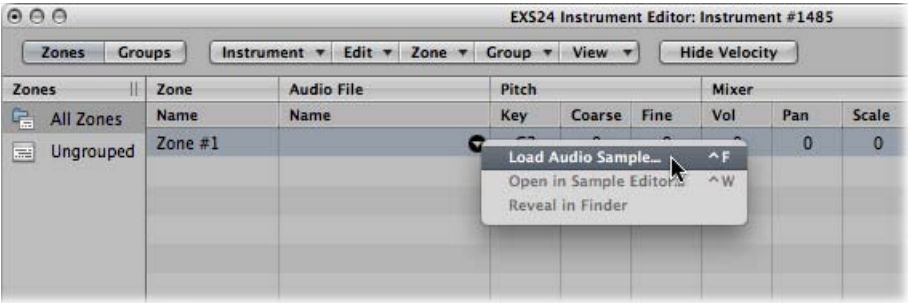 EXS24 Instrument Editor: Instrument #1485
Zones Groups Instrument Edit Zone Group View Hide Velocity
Zones Zone Audio File Pitch Mixer
All Zones Name Name Key Coarse Fine Vol Pan Scale
Ungrouped Zone #1 0 0
Load Audio Sample... ^F
Open in Sample Editor... ^W
Reveal in Finder